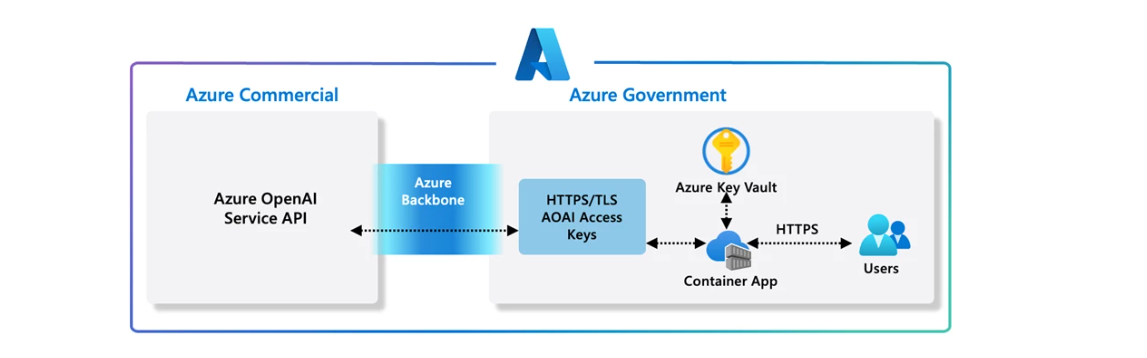 Azure Commercial
Azure Government
Azure OpenAI
Service API
Azure
Backbone
HTTPS/TLS
AOAI Access
Keys
Azure Key Vault
HTTPS
Container App
Users